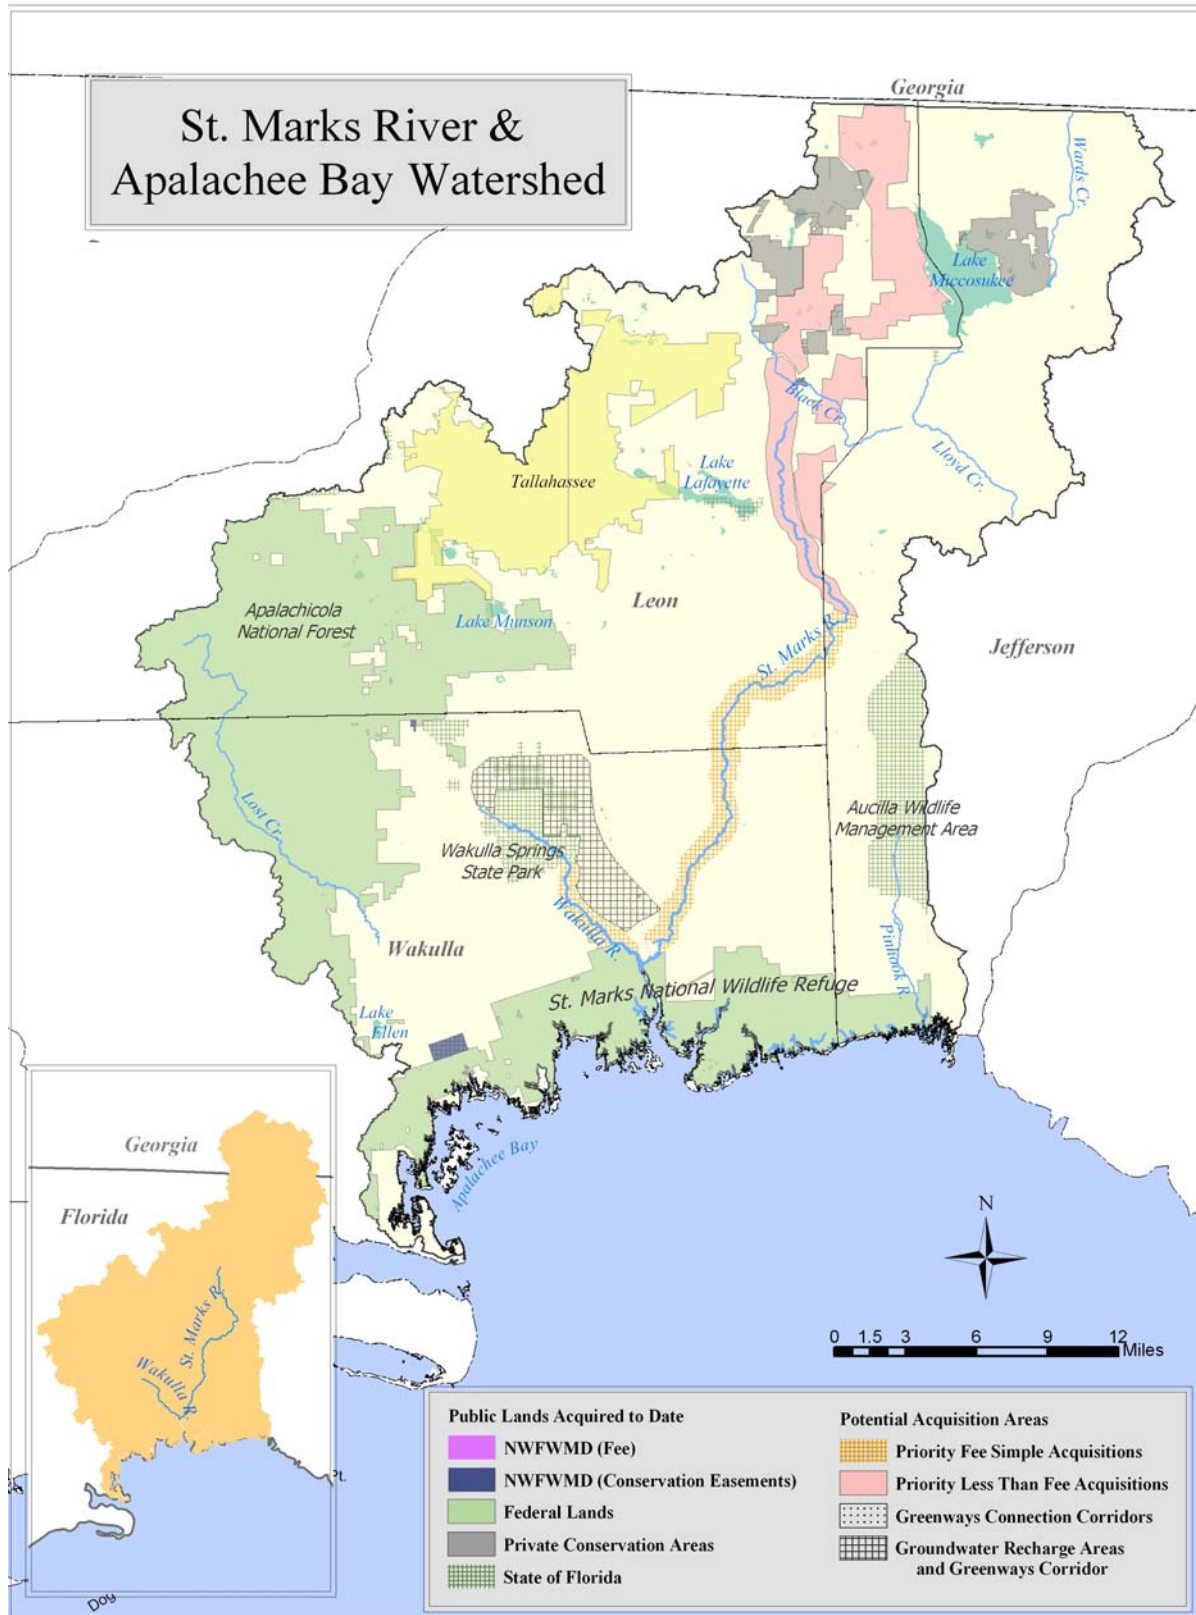 Georgia
St. Marks River &
Apalachee Bay Watershed
Wards Cr.
Lake
Miccosukee
Black Cr.
Lloyd Cr.
Lake
Lafayette
Tallahassee
Leon
Apalachicola
National Forest
Lake Munson
St. Marks R.
Jefferson
Lost Cr.
Aucilla Wildlife
Management Area
Wakulla Springs
State Park
Wakulla R.
Wakulla
Pinhook R.
St. Marks National Wildlife Refuge
Lake
Ellen
Apalachee Bay
Georgia
Florida
St. Marks R.
Wakulla R.
Pt.
Dog
N
0 1.5 3 6 9 12
Miles
Public Lands Acquired to Date
NWFWMD (Fee)
NWFWMD (Conservation Easements)
Federal Lands
Private Conservation Areas
State of Florida
Potential Acquisition Areas
Priority Fee Simple Acquisitions
Priority Less Than Fee Acquisitions
Greenways Connection Corridors
Groundwater Recharge Areas
and Greenways Corridor